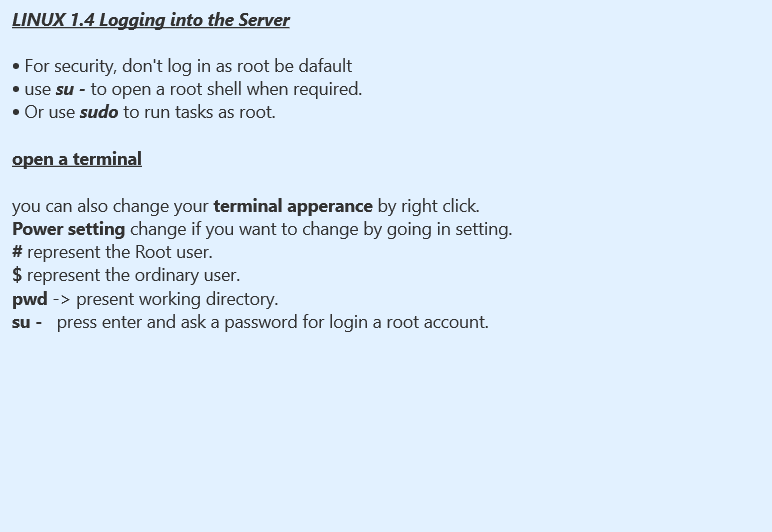 LINUX 1.4 Logging into the Server
• For security, don't log in as root be dafault
• use su - to open a root shell when required.
• Or use sudo to run tasks as root.
open a terminal
you can also change your terminal apperance by right click.
Power setting change if you want to change by going in setting.
# represent the Root user.
$ represent the ordinary user.
pwd -> present working directory.
su -   press enter and ask a password for login a root account.